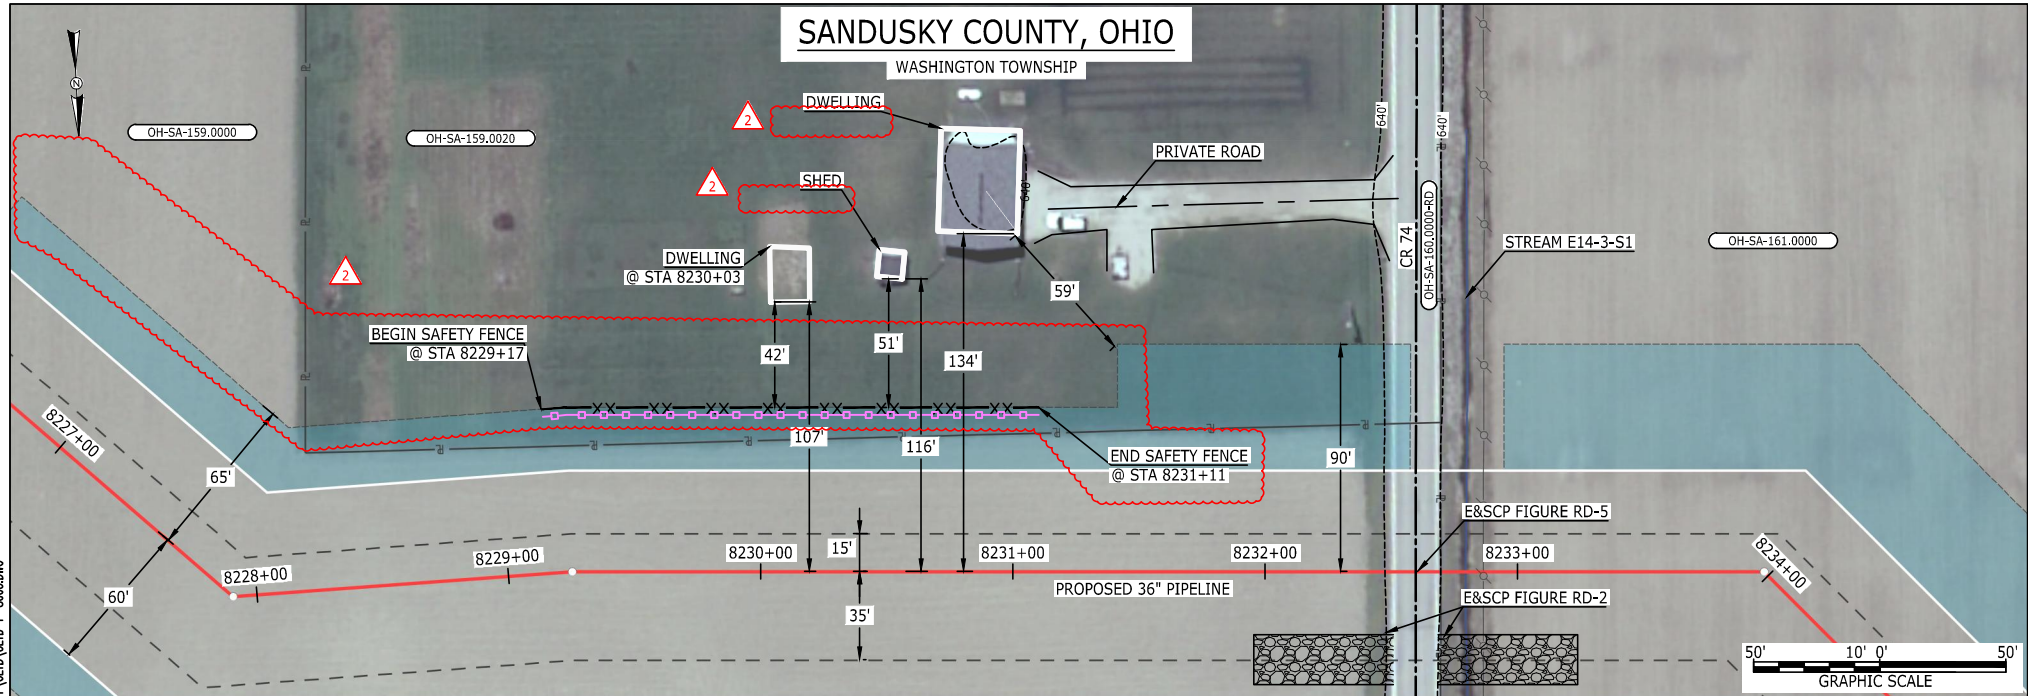 SANDUSKY COUNTY, OHIO
WASHINGTON TOWNSHIP
N
OH-SA-159.0000
OH-SA-159.0020
2
DWELLING
2
SHED
PRIVATE ROAD
640'
640'
640'
CR 74
OH-SA-160.0000-RD
STREAM E14-3-S1
OH-SA-161.0000
2
DWELLING
@ STA 8230+03
BEGIN SAFETY FENCE
@ STA 8229+17
59'
42'
51'
134'
107'
116'
90'
END SAFETY FENCE
@ STA 8231+11
8227+00
65'
60'
8228+00
8229+00
8230+00
15'
35'
8231+00
8232+00
8233+00
8234+00
PROPOSED 36" PIPELINE
E&SCP FIGURE RD-5
E&SCP FIGURE RD-2
50' 10' 0' 50'
GRAPHIC SCALE